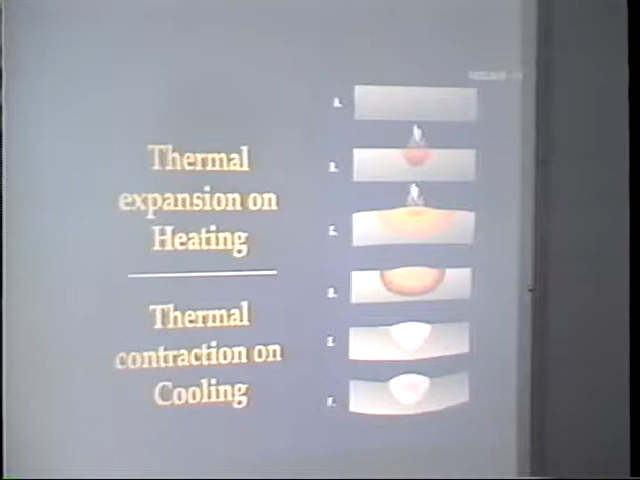 Thermal
expansion on
Heating
Thermal
contraction on
Cooling